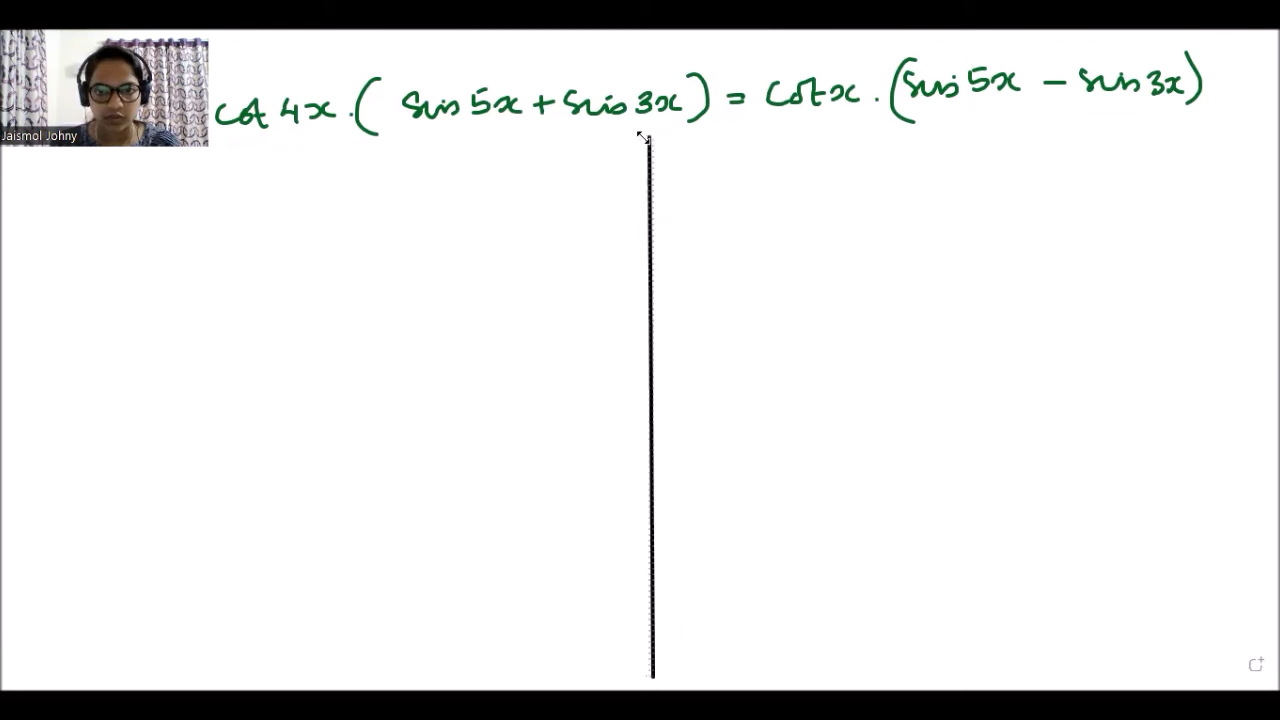 cot 4x . ( sin 5x + sin 3x ) = cot x . ( sin 5x - sin 3x )
Jaismol Johny